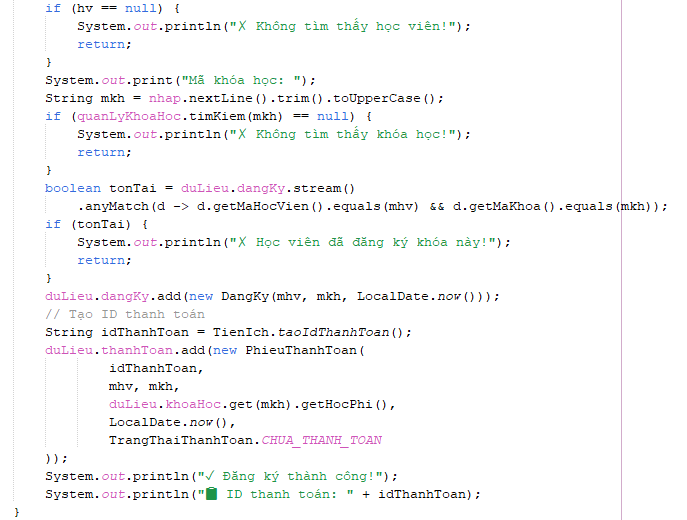 if (hv == null) {
System.out.println("✗ Không tìm thấy học viên!");
return;
}
System.out.print("Mã khóa học: ");
String mkh = nhap.nextLine().trim().toUpperCase();
if (quanLyKhoaHoc.timKiem(mkh) == null) {
System.out.println("✗ Không tìm thấy khóa học!");
return;
}
boolean tonTai = duLieu.dangKy.stream()
.anyMatch(d -> d.getMaHocVien().equals(mhv) && d.getMaKhoa().equals(mkh));
if (tonTai) {
System.out.println("✗ Học viên đã đăng ký khóa này!");
return;
}
duLieu.dangKy.add(new DangKy(mhv, mkh, LocalDate.now()));
// Tạo ID thanh toán
String idThanhToan = TienIch.taoIdThanhToan();
duLieu.thanhToan.add(new PhieuThanhToan(
idThanhToan,
mhv, mkh,
duLieu.khoaHoc.get(mkh).getHocPhi(),
LocalDate.now(),
TrangThaiThanhToan.CHUA_THANH_TOAN
));
System.out.println("✓ Đăng ký thành công!");
System.out.println("📋 ID thanh toán: " + idThanhToan);
}